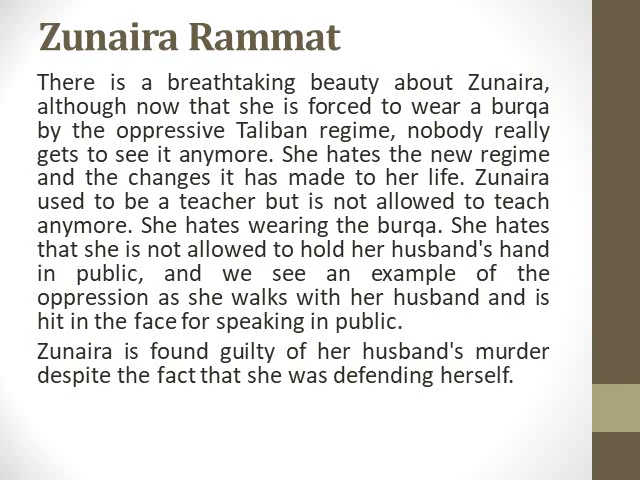 Zunaira Rammat
There is a breathtaking beauty about Zunaira,
although now that she is forced to wear a burqa
by the oppressive Taliban regime, nobody really
gets to see it anymore. She hates the new regime
and the changes it has made to her life. Zunaira
used to be a teacher but is not allowed to teach
anymore. She hates wearing the burqa. She hates
that she is not allowed to hold her husband's hand
in public, and we see an example of the
oppression as she walks with her husband and is
hit in the face for speaking in public.
Zunaira is found guilty of her husband's murder
despite the fact that she was defending herself.